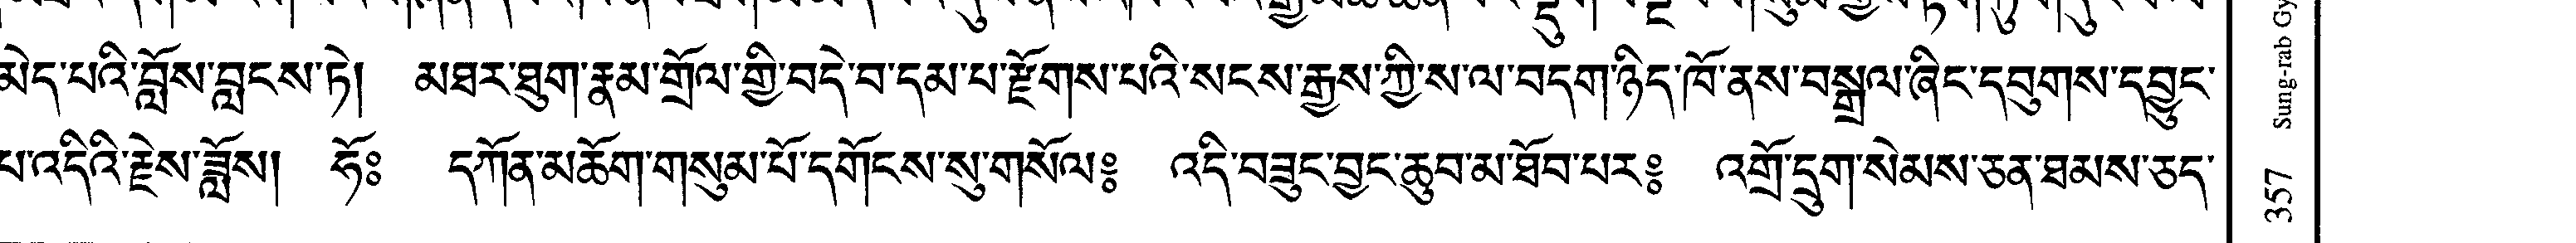 མེད་པའི་བློས་བླངས་ཏེ། མཐར་ཐུག་རྣམ་གྲོལ་གྱི་བདེ་བ་དམ་པ་རྫོགས་པའི་སངས་རྒྱས་ཀྱི་ས་ལ་བདག་ཉིད་ཁོ་ནས་བསྒྲལ་ཞིང་དབུགས་དབྱུང་
པ་འདིའི་རྗེས་ཟློས། ཧོཿ དཀོན་མཆོག་གསུམ་པོ་དགོངས་སུ་གསོལ༔ འདི་བཟུང་བྱང་ཆུབ་མ་ཐོབ་པར༔ འགྲོ་དྲུག་སེམས་ཅན་ཐམས་ཅད་
357 Sung-rab Gy